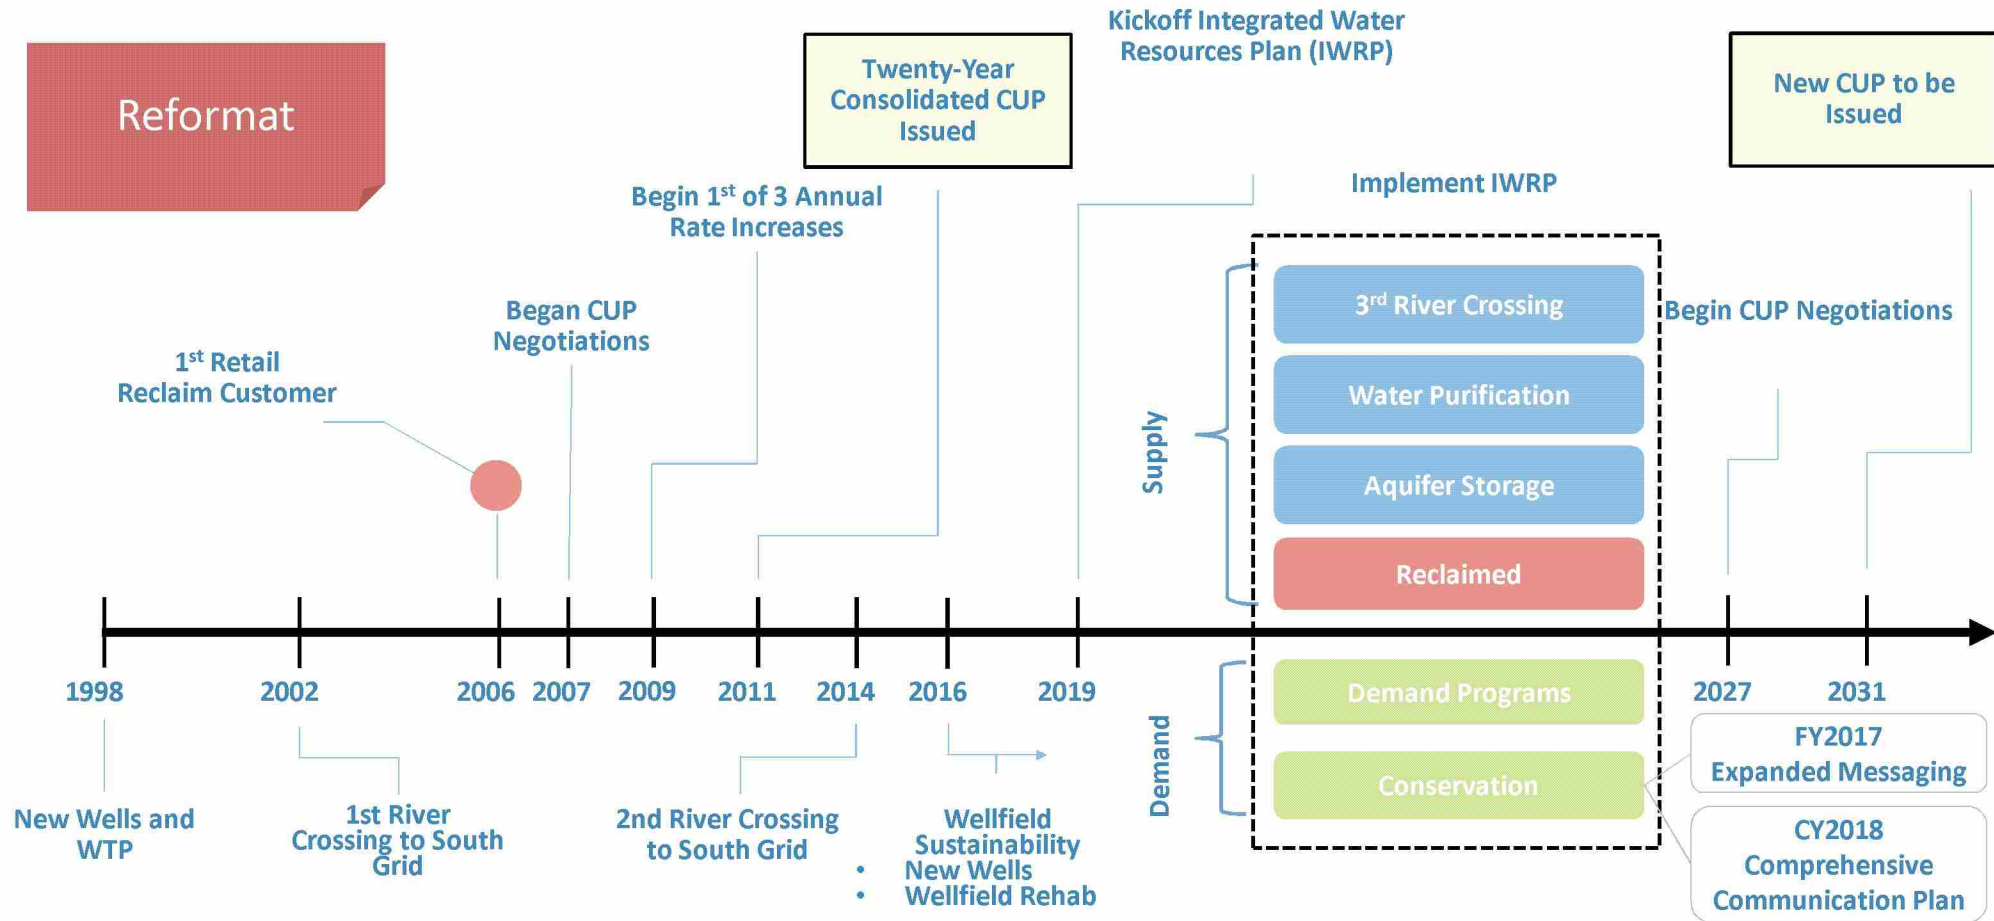 Reformat
Twenty-Year
Consolidated CUP
Issued
Kickoff Integrated Water
Resources Plan (IWRP)
New CUP to be
Issued
Begin 1st of 3 Annual
Rate Increases
Implement IWRP
Began CUP
Negotiations
Begin CUP Negotiations
1st Retail
Reclaim Customer
Supply
3rd River Crossing
Water Purification
Aquifer Storage
Reclaimed
1998
2002
2006
2007
2009
2011
2014
2016
2019
2027
2031
Demand
Demand Programs
Conservation
FY2017
Expanded Messaging
CY2018
Comprehensive
Communication Plan
New Wells and
WTP
1st River
Crossing to South
Grid
2nd River Crossing
to South Grid
Wellfield
Sustainability
• New Wells
• Wellfield Rehab